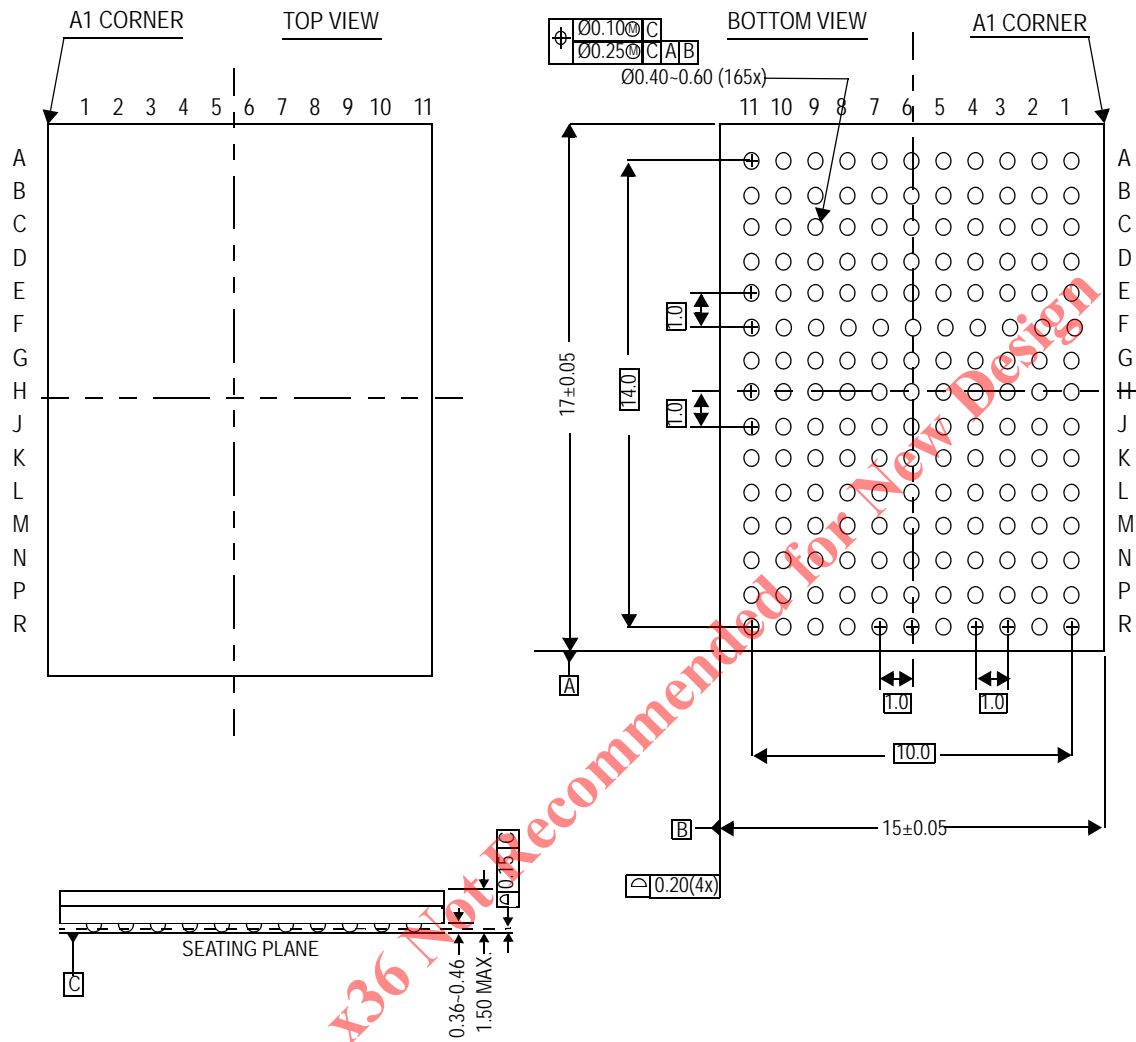 A1 CORNER
TOP VIEW
1 2 3 4 5 6 7 8 9 10 11
A
B
C
D
E
F
G
H
J
K
L
M
N
P
R
Ø0.10Ⓜ C
Ø0.25Ⓜ C A B
BOTTOM VIEW
A1 CORNER
Ø0.40~0.60 (165x)
11 10 9 8 7 6 5 4 3 2 1
A
B
C
D
E
F
G
H
J
K
L
M
N
P
R
1.0
1.0
14.0
17±0.05
A
1.0
1.0
10.0
B
15±0.05
0.20(4x)
0.15 C
SEATING PLANE
C
0.36~0.46
1.50 MAX.
x36 Not Recommended for New Design